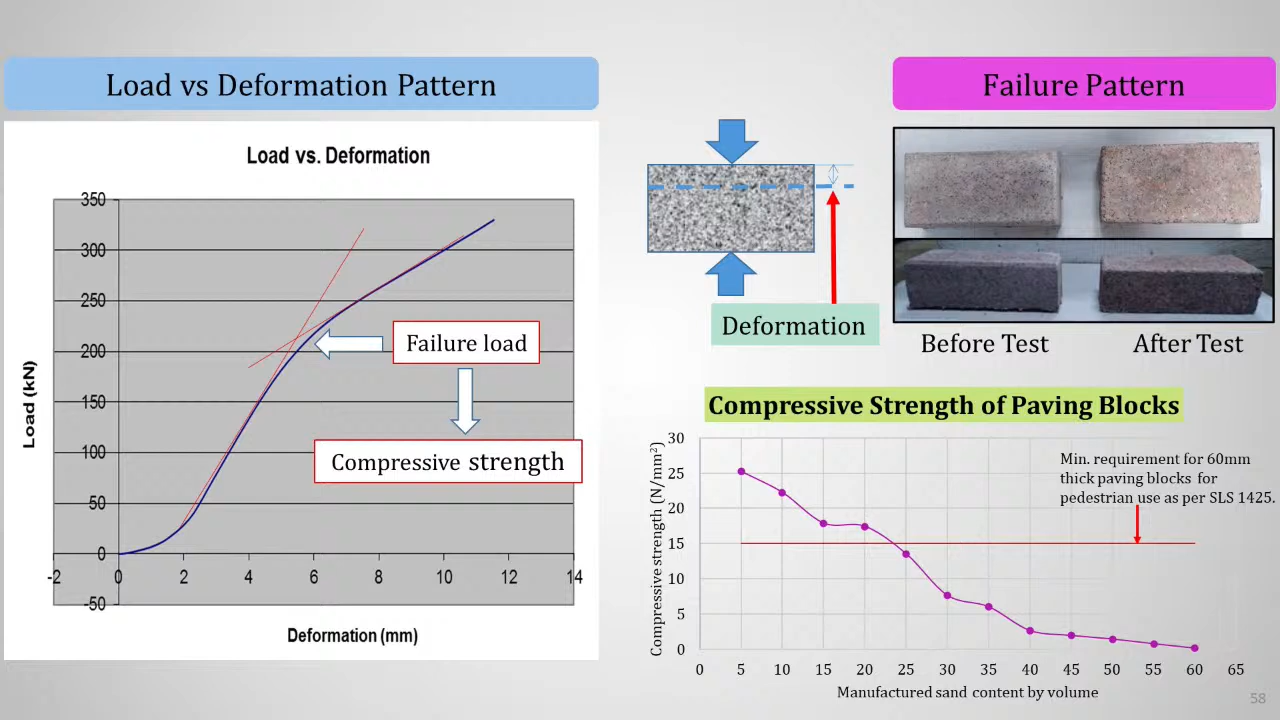 Load vs Deformation Pattern
Load vs. Deformation
350
300
250
200
150
100
50
0
-50
-2 0 2 4 6 8 10 12 14
Load (kN)
Deformation (mm)
Failure load
Compressive strength
Deformation
Failure Pattern
Before Test After Test
Compressive Strength of Paving Blocks
30
25
20
15
10
5
0
0 5 10 15 20 25 30 35 40 45 50 55 60 65
Compressive strength (N/mm²)
Manufactured sand content by volume
Min. requirement for 60mm
thick paving blocks for
pedestrian use as per SLS 1425.
58